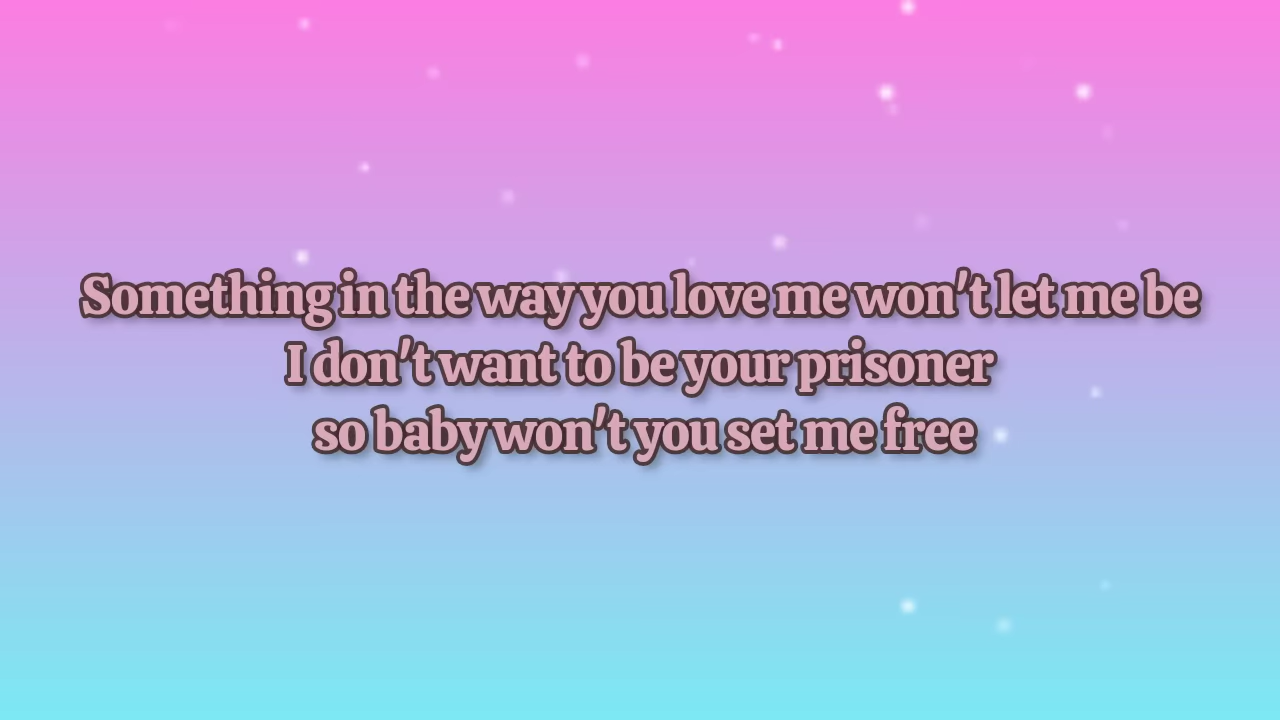 Something in the way you love me won't let me be
I don't want to be your prisoner
so baby won't you set me free